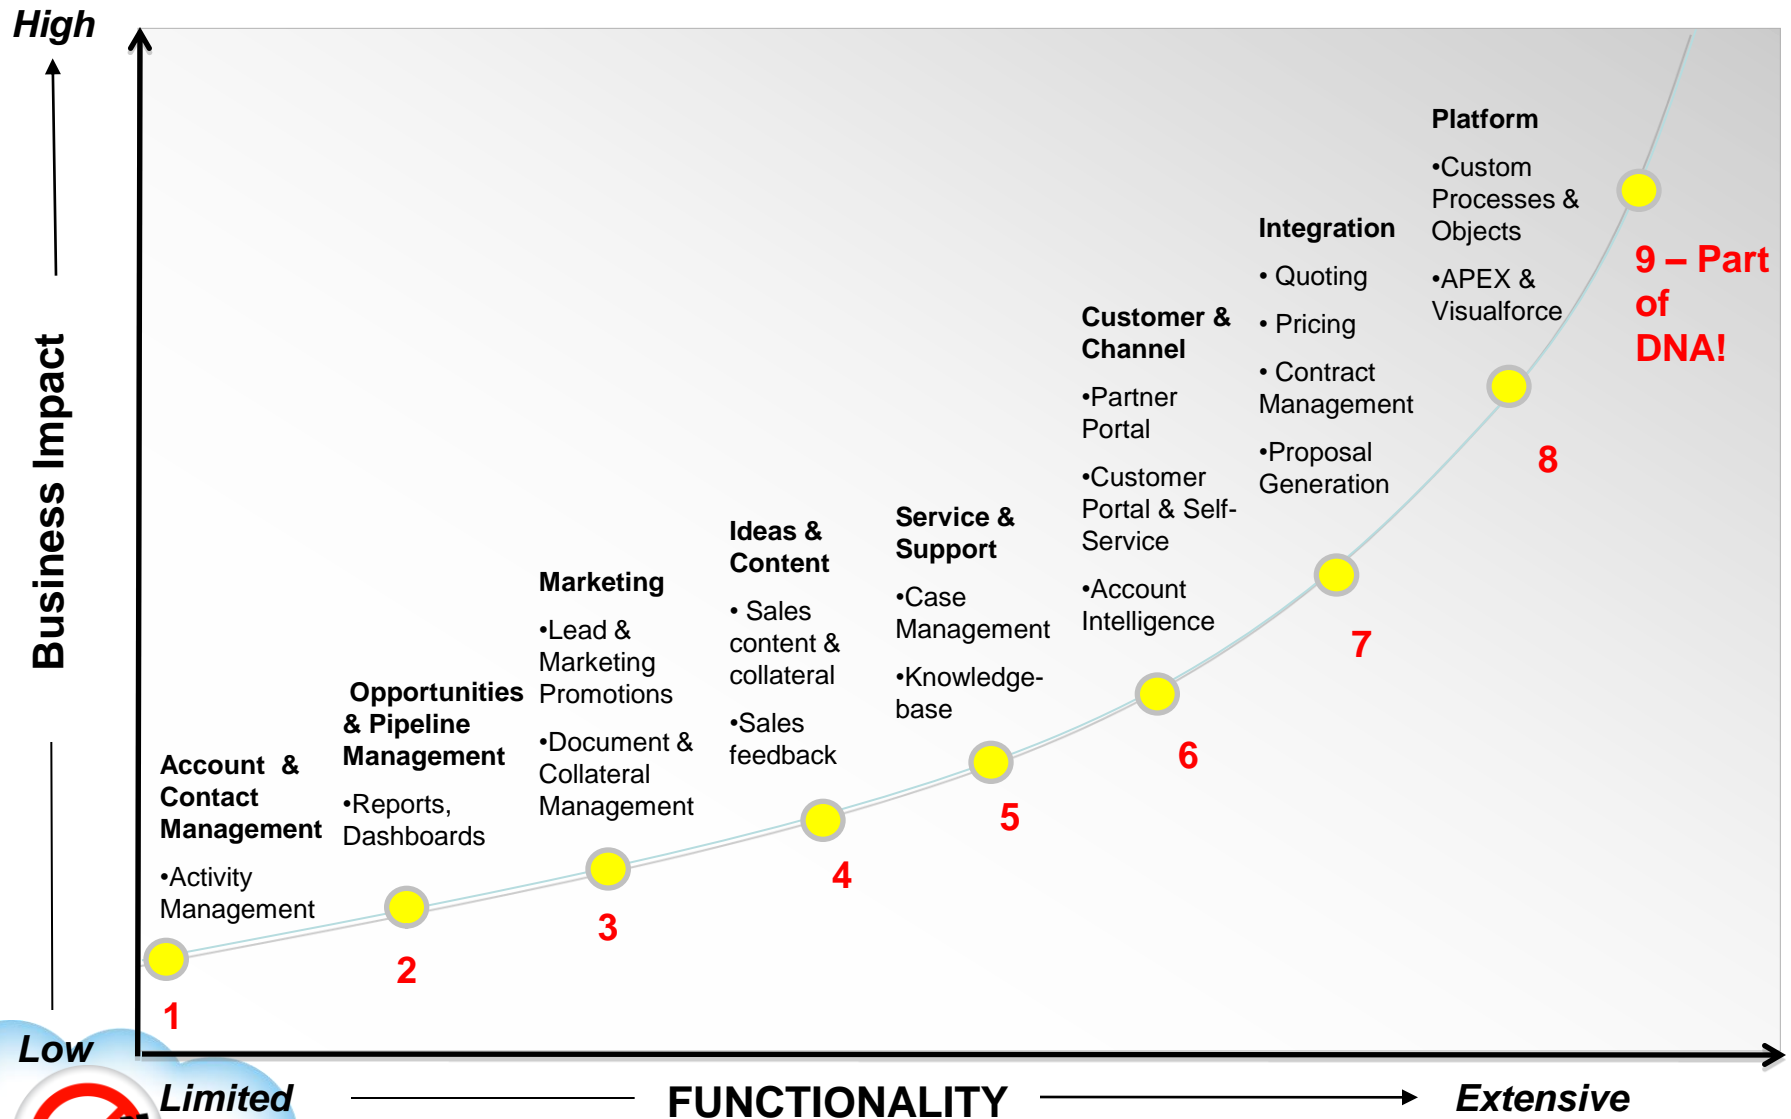 High
Business Impact
Low
Account & 
Contact
Management
•Activity
Management
1
Opportunities
& Pipeline
Management
•Reports,
Dashboards
2
Marketing
•Lead &
Marketing
Promotions
•Document &
Collateral
Management
3
Ideas &
Content
• Sales
content &
collateral
•Sales
feedback
4
Service &
Support
•Case
Management
•Knowledge-
base
5
Customer &
Channel
•Partner
Portal
•Customer
Portal & Self-
Service
•Account
Intelligence
6
Integration
• Quoting
• Pricing
• Contract
Management
•Proposal
Generation
7
Platform
•Custom
Processes &
Objects
•APEX &
Visualforce
8
9 – Part
of
DNA!
Limited
FUNCTIONALITY
Extensive